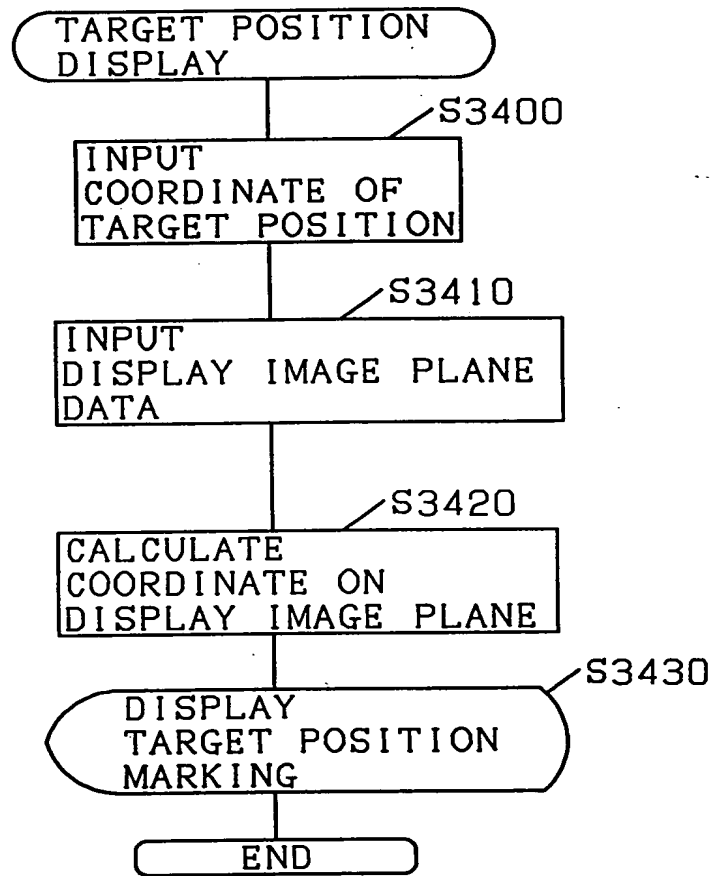 TARGET POSITION
DISPLAY
S3400
INPUT
COORDINATE OF
TARGET POSITION
S3410
INPUT
DISPLAY IMAGE PLANE
DATA
S3420
CALCULATE
COORDINATE ON
DISPLAY IMAGE PLANE
S3430
DISPLAY
TARGET POSITION
MARKING
END